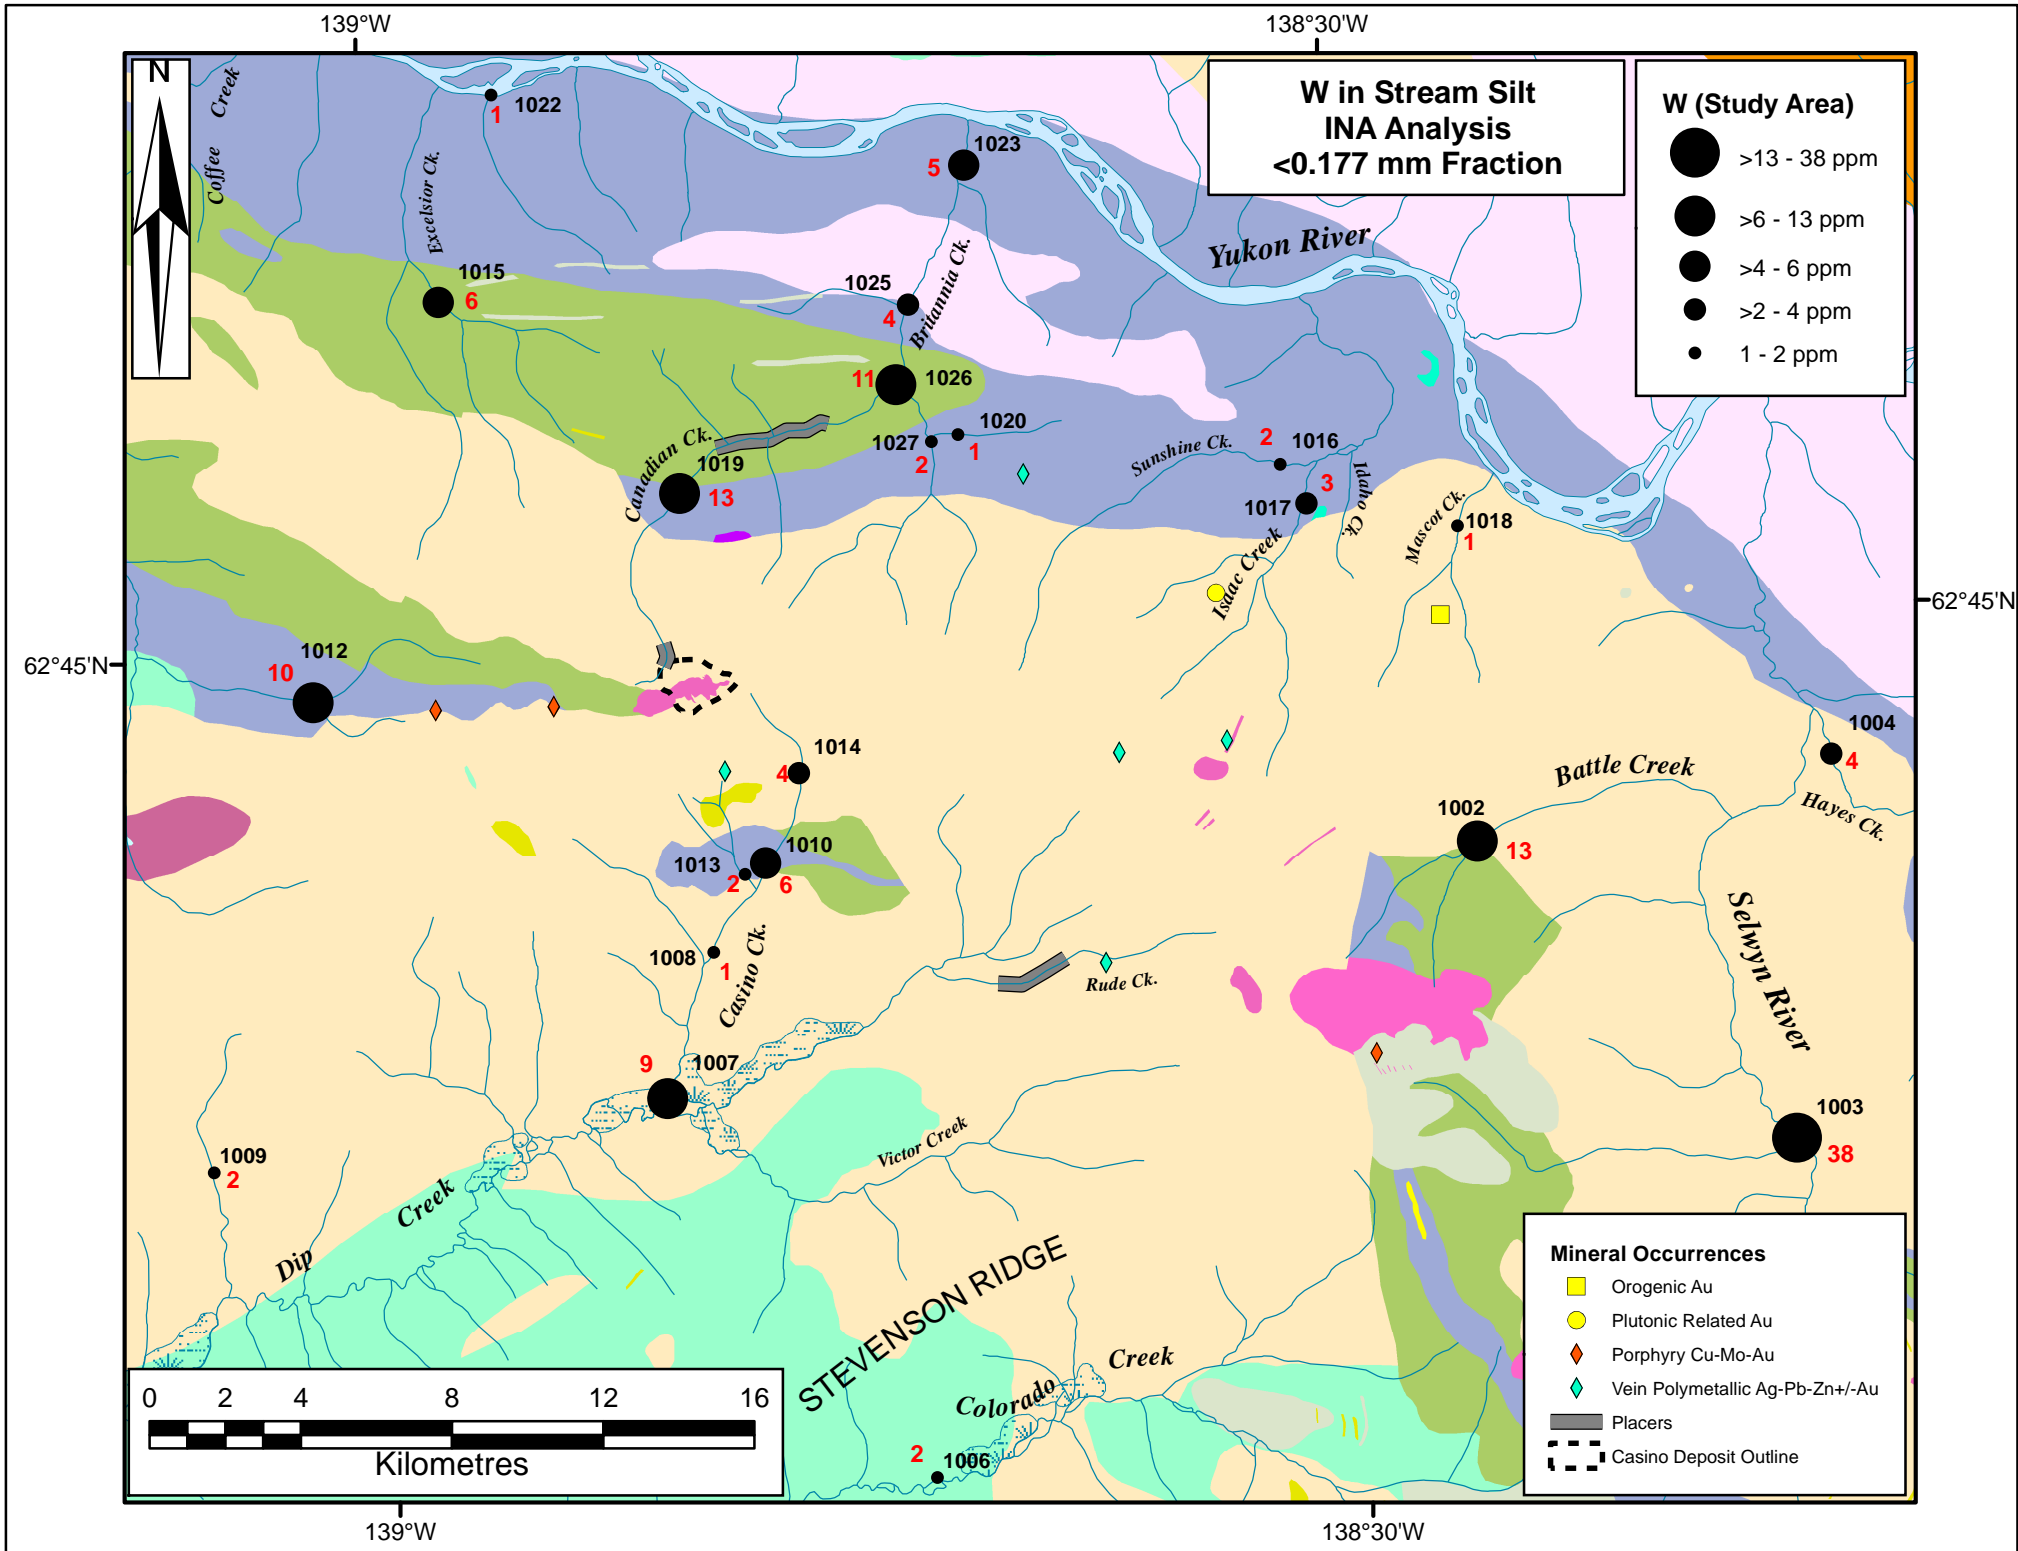 139°W
138°30'W
N
Coffee Creek
1022
1
Excelsior Ck.
1023
5
W in Stream Silt
INA Analysis
<0.177 mm Fraction
W (Study Area)
>13 - 38 ppm
>6 - 13 ppm
>4 - 6 ppm
>2 - 4 ppm
1 - 2 ppm
Yukon River
1015
6
1025
4
Britannia Ck.
11
1026
Canadian Ck.
1019
13
1027
2
1020
1
Sunshine Ck.
2
1016
3
1017
Idaho Ck.
Isaac Creek
Mascot Ck.
1018
1
62°45'N
62°45'N
1012
10
1014
4
1004
4
Battle Creek
Hayes Ck.
1002
13
1013
2
1010
6
1008
1
Casino Ck.
Rude Ck.
Selwyn River
9
1007
1003
38
1009
2
Victor Creek
Dip Creek
STEVENSON RIDGE
Colorado Creek
2
1006
0 2 4 8 12 16
Kilometres
Mineral Occurrences
Orogenic Au
Plutonic Related Au
Porphyry Cu-Mo-Au
Vein Polymetallic Ag-Pb-Zn+/-Au
Placers
Casino Deposit Outline
139°W
138°30'W